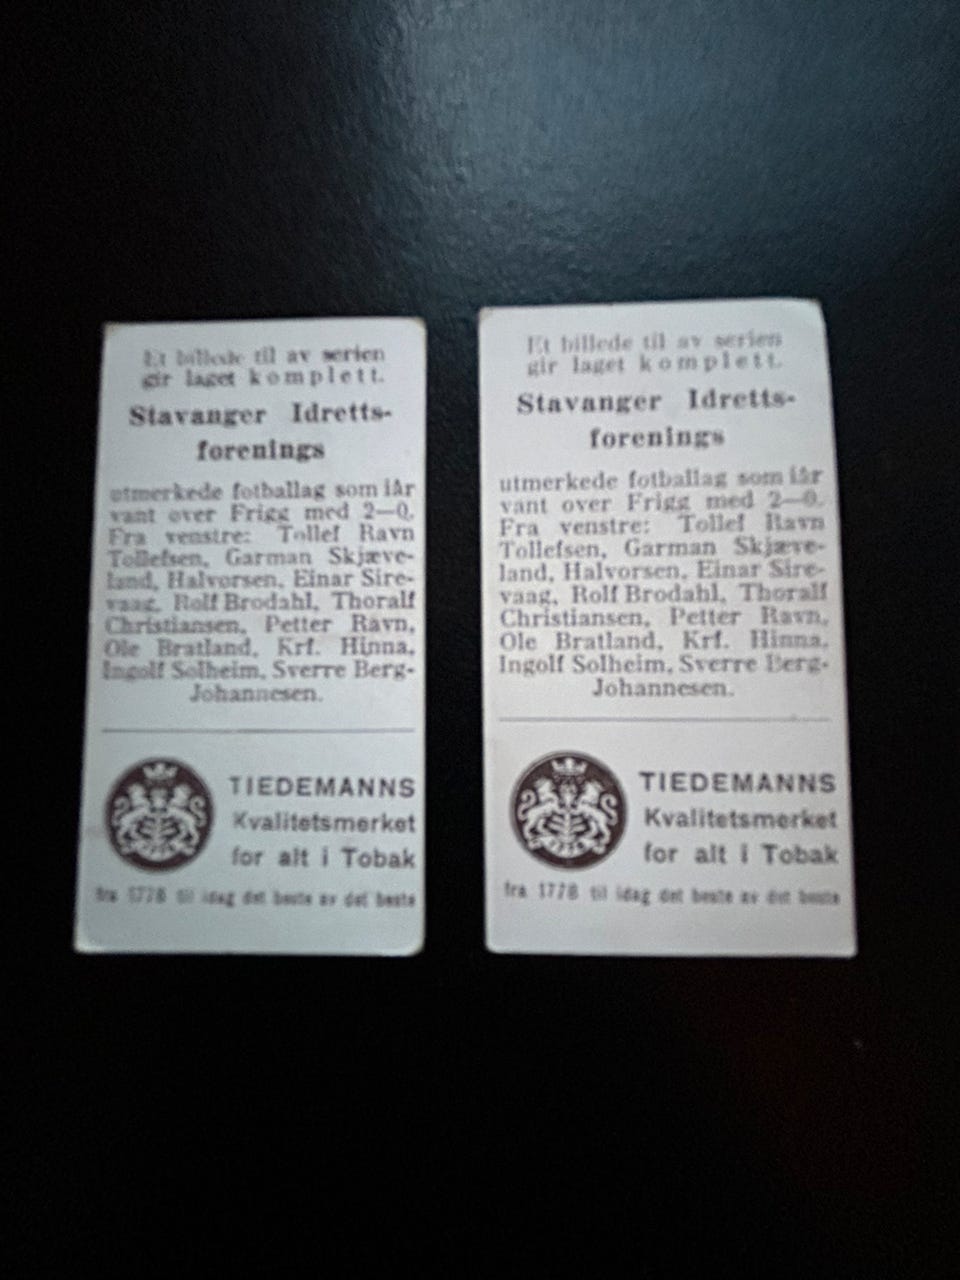 Et billede til av serien
gir laget komplett.
Stavanger Idretts-
forenings
utmerkede fotballag som iår
vant over Frigg med 2—0.
Fra venstre: Tollef Ravn
Tollefsen, Garman Skjæve-
land, Halvorsen, Einar Sire-
vaag, Rolf Brodahl, Thoralf
Christiansen, Petter Ravn,
Ole Bratland, Krf. Hinna,
Ingolf Solheim, Sverre Berg-
Johannesen.
TIEDEMANNS
Kvalitetsmerket
for alt i Tobak
fra 1778 til idag det beste av det beste
Et billede til av serien
gir laget komplett.
Stavanger Idretts-
forenings
utmerkede fotballag som iår
vant over Frigg med 2—0.
Fra venstre: Tollef Ravn
Tollefsen, Garman Skjæve-
land, Halvorsen, Einar Sire-
vaag, Rolf Brodahl, Thoralf
Christiansen, Petter Ravn,
Ole Bratland, Krf. Hinna,
Ingolf Solheim, Sverre Berg-
Johannesen.
TIEDEMANNS
Kvalitetsmerket
for alt i Tobak
fra 1778 til idag det beste av det beste